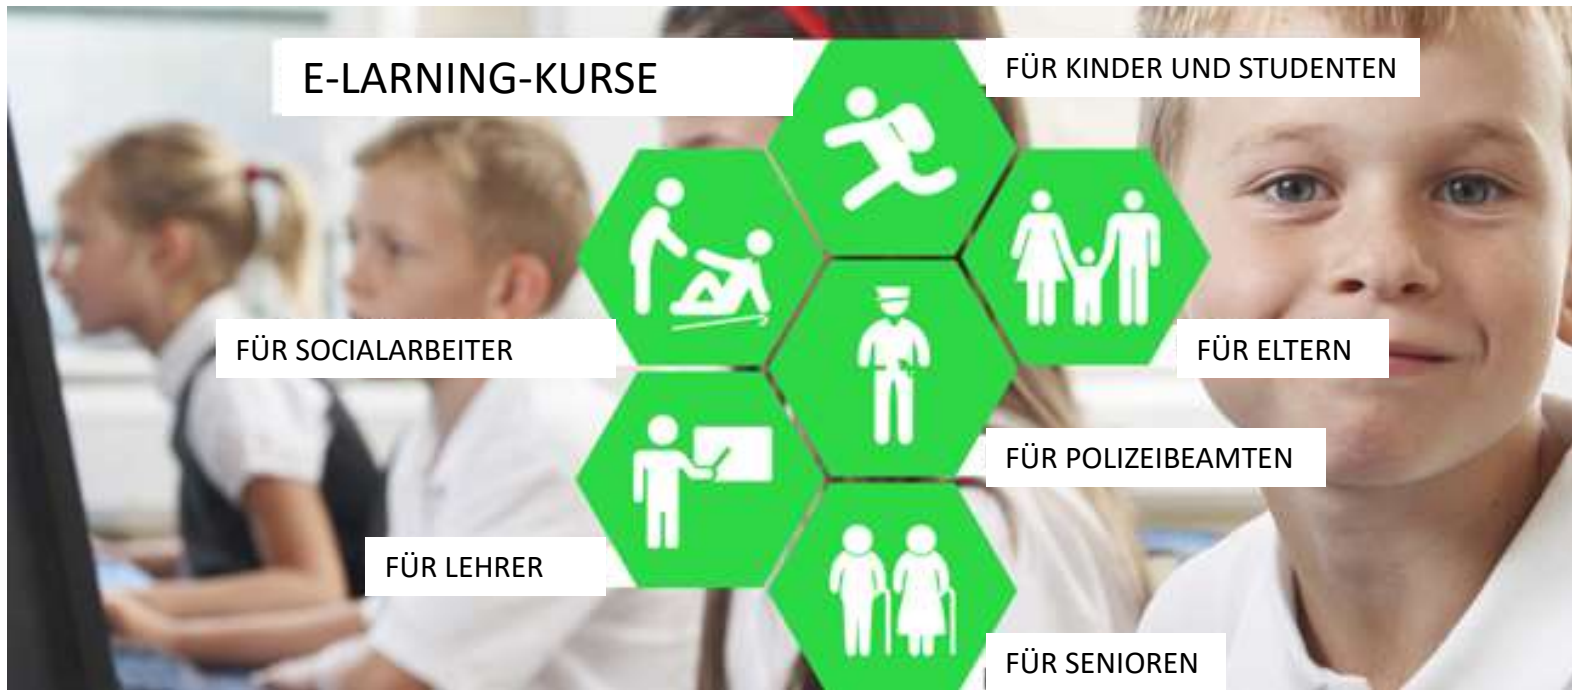 E-LARNING-KURSE
FÜR KINDER UND STUDENTEN
FÜR SOCIALARBEITER
FÜR ELTERN
FÜR POLIZEIBEAMTEN
FÜR LEHRER
FÜR SENIOREN